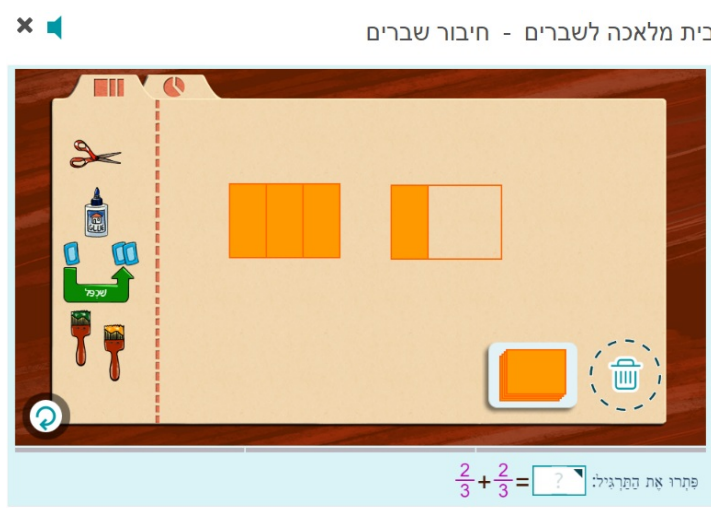 בית מלאכה לשברים - חיבור שברים
GLUE
שכפל
פִּתְרוּ אֶת הַתַּרְגִּיל: ? = 2/3 + 2/3